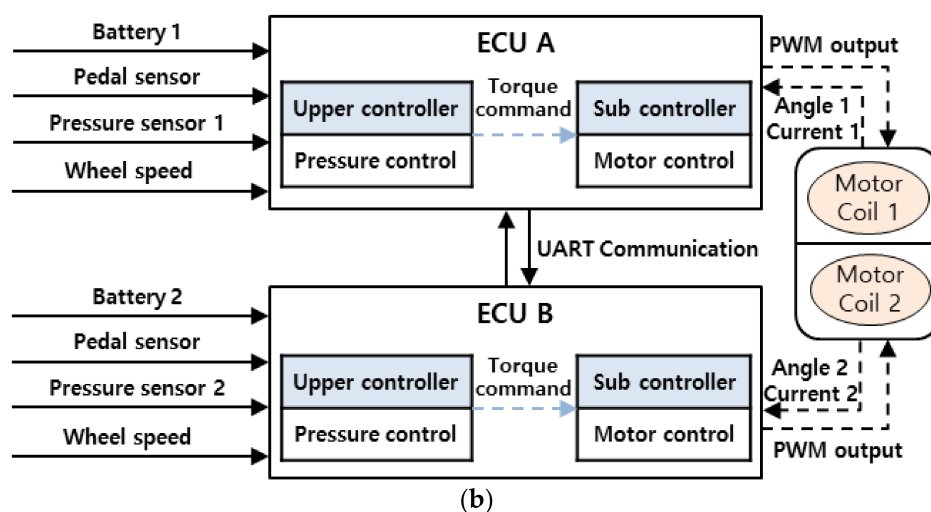 Battery 1
Pedal sensor
Pressure sensor 1
Wheel speed
ECU A
Upper controller
Pressure control
Torque
command
Sub controller
Motor control
PWM output
Angle 1
Current 1
Motor
Coil 1
UART Communication
Motor
Coil 2
Battery 2
Pedal sensor
Pressure sensor 2
Wheel speed
ECU B
Upper controller
Pressure control
Torque
command
Sub controller
Motor control
Angle 2
Current 2
PWM output
(b)